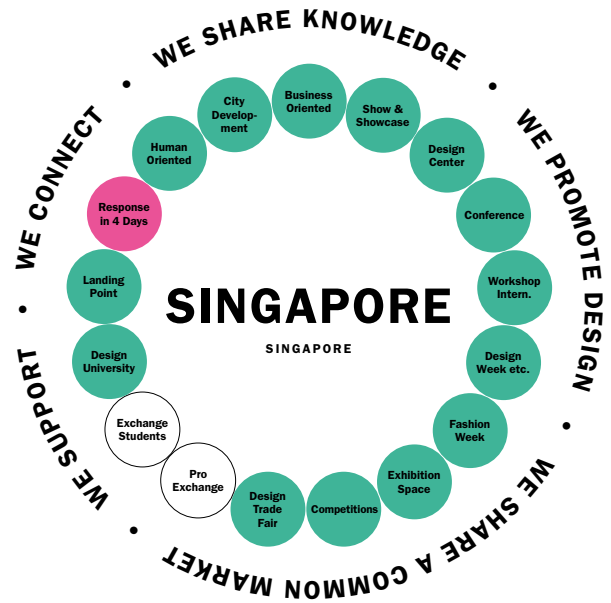 WE SHARE KNOWLEDGE
•
WE PROMOTE DESIGN
•
WE SHARE A COMMON MARKET
•
WE SUPPORT
•
WE CONNECT
•
Business
Oriented
Show &
Showcase
Design
Center
Conference
Workshop
Intern.
Design
Week etc.
Fashion
Week
Exhibition
Space
Competitions
Design
Trade
Fair
Pro
Exchange
Exchange
Students
Design
University
Landing
Point
Response
in 4 Days
Human
Oriented
City
Develop-
ment
SINGAPORE
SINGAPORE